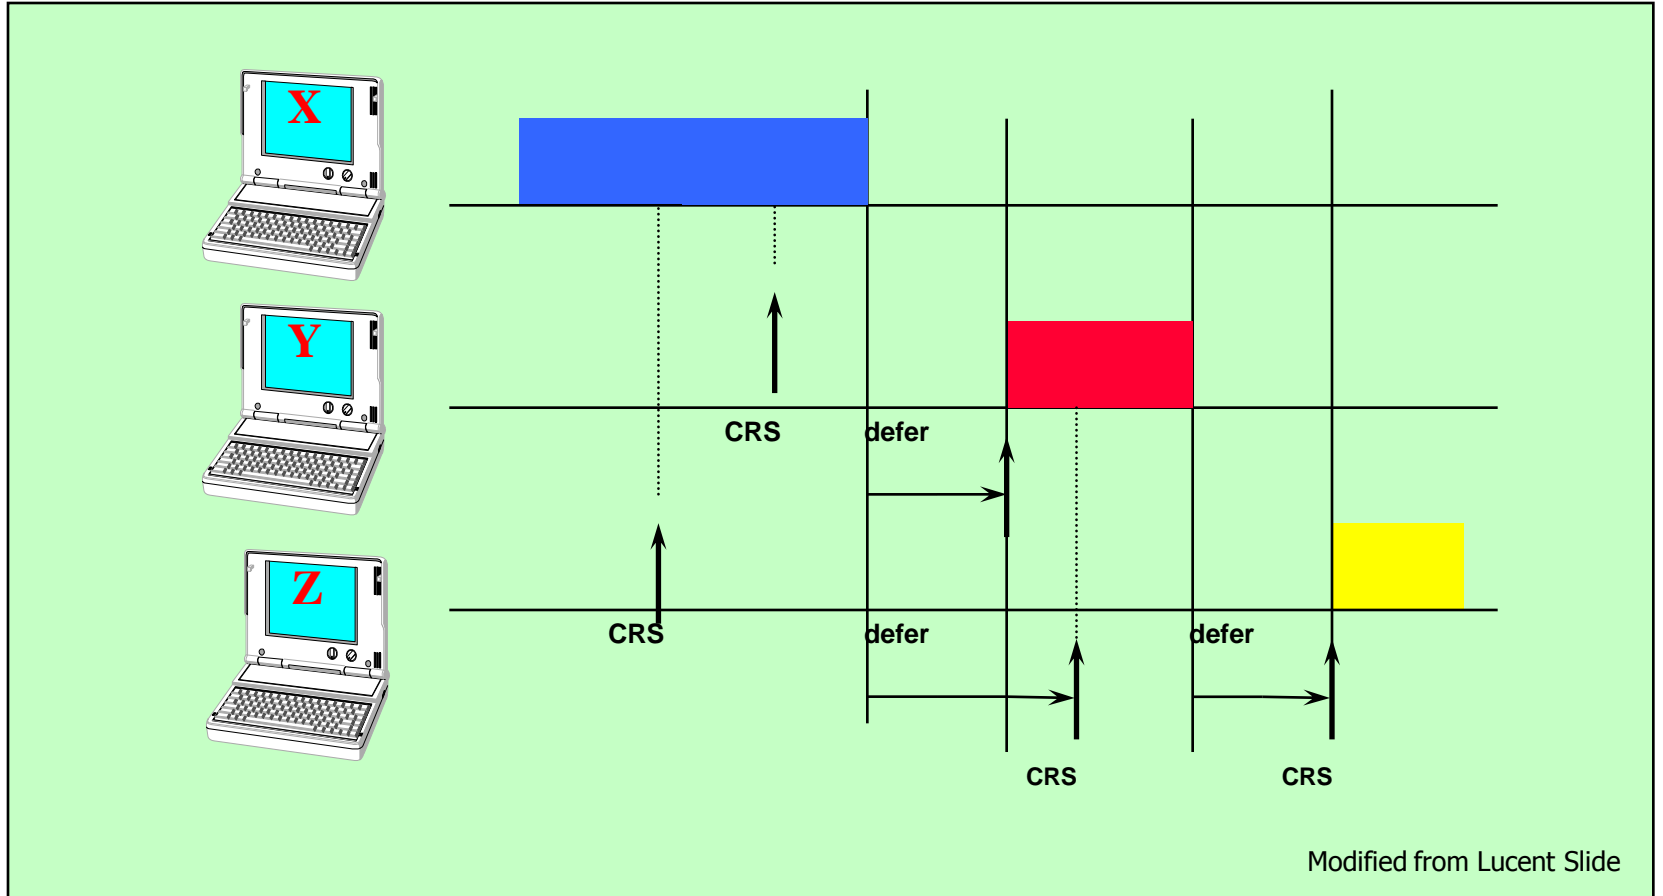 X
Y
CRS defer
Z
CRS defer defer
CRS CRS
Modified from Lucent Slide